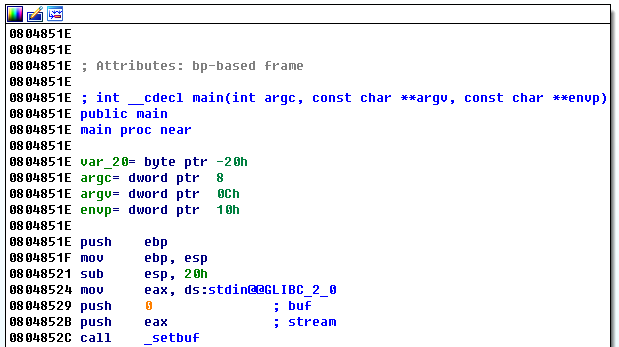 0804851E
0804851E
0804851E ; Attributes: bp-based frame
0804851E
0804851E ; int __cdecl main(int argc, const char **argv, const char **envp)
0804851E public main
0804851E main proc near
0804851E
0804851E var_20= byte ptr -20h
0804851E argc= dword ptr  8
0804851E argv= dword ptr  0Ch
0804851E envp= dword ptr  10h
0804851E
0804851E push    ebp
0804851F mov     ebp, esp
08048521 sub     esp, 20h
08048524 mov     eax, ds:stdin@@GLIBC_2_0
08048529 push    0               ; buf
0804852B push    eax             ; stream
0804852C call    _setbuf